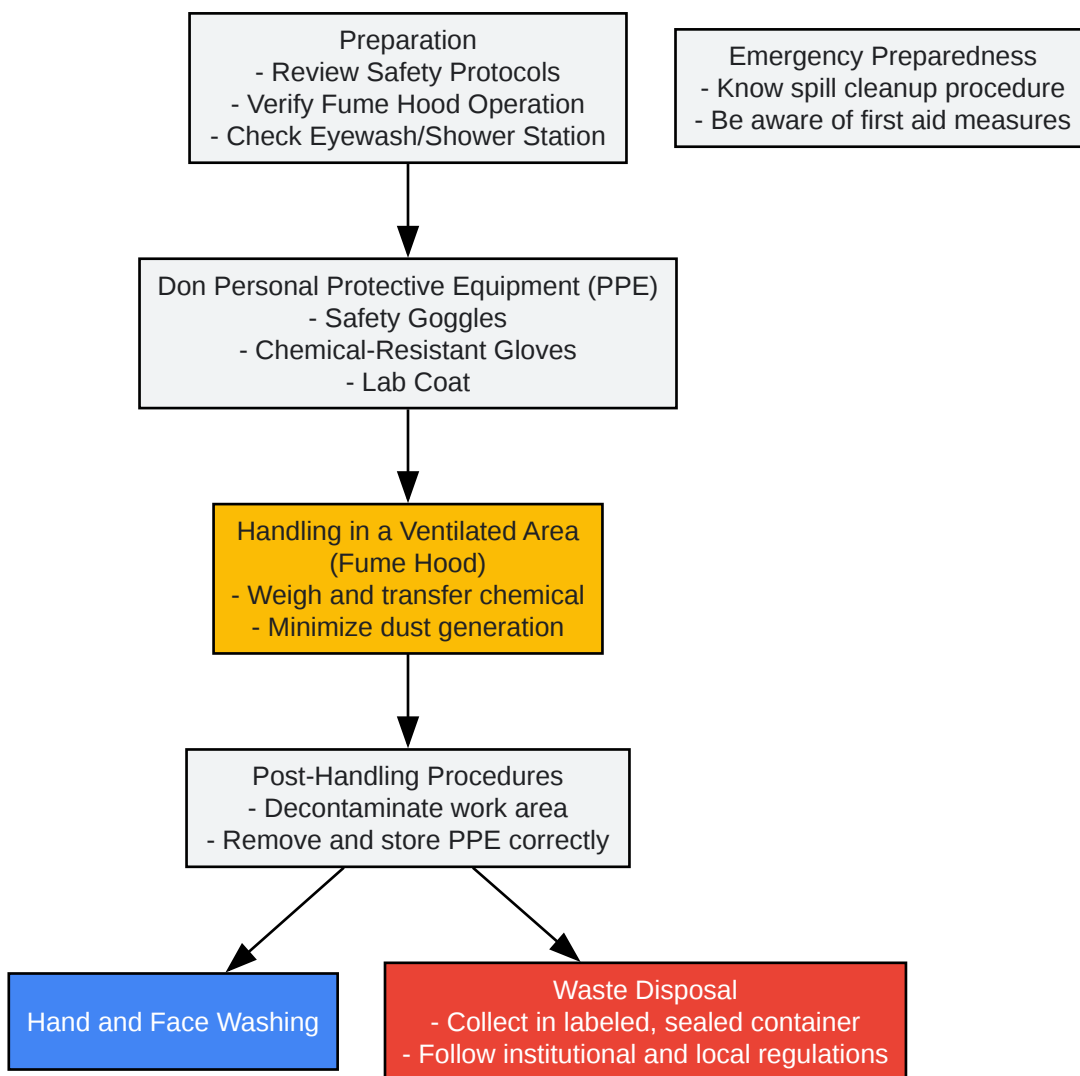 Preparation
- Review Safety Protocols
- Verify Fume Hood Operation
- Check Eyewash/Shower Station
Emergency Preparedness
- Know spill cleanup procedure
- Be aware of first aid measures
Don Personal Protective Equipment (PPE)
- Safety Goggles
- Chemical-Resistant Gloves
- Lab Coat
Handling in a Ventilated Area
(Fume Hood)
- Weigh and transfer chemical
- Minimize dust generation
Post-Handling Procedures
- Decontaminate work area
- Remove and store PPE correctly
Hand and Face Washing
Waste Disposal
- Collect in labeled, sealed container
- Follow institutional and local regulations